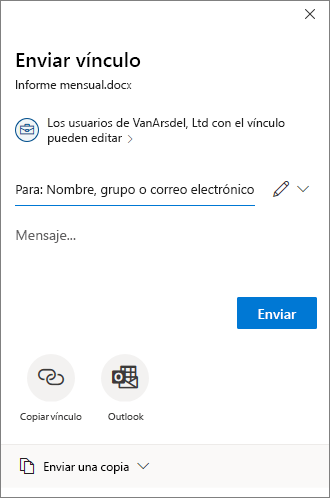 Enviar vínculo
Informe mensual.docx
Los usuarios de VanArsdel, Ltd con el vínculo
pueden editar
Para: Nombre, grupo o correo electrónico
Mensaje...
Enviar
Copiar vínculo
Outlook
Enviar una copia